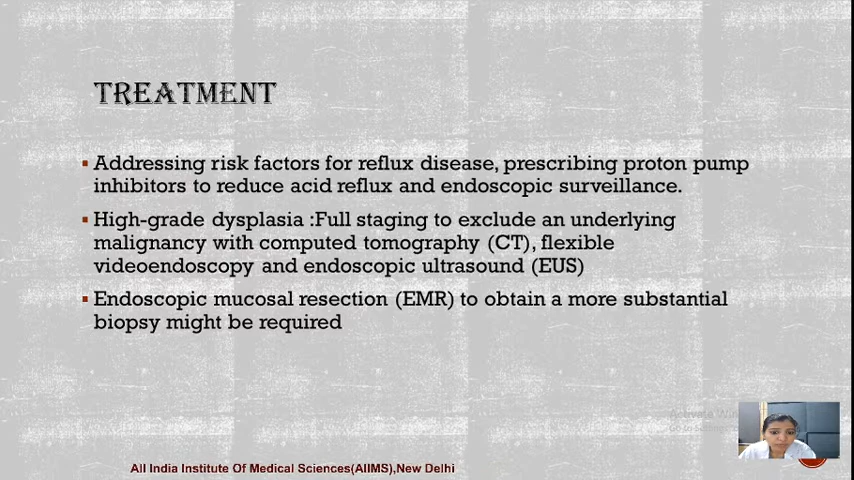 TREATMENT
Addressing risk factors for reflux disease, prescribing proton pump
inhibitors to reduce acid reflux and endoscopic surveillance.
High-grade dysplasia :Full staging to exclude an underlying
malignancy with computed tomography (CT), flexible
videoendoscopy and endoscopic ultrasound (EUS)
Endoscopic mucosal resection (EMR) to obtain a more substantial
biopsy might be required
Activate
Go to
All India Institute Of Medical Sciences(AIIMS),New Delhi